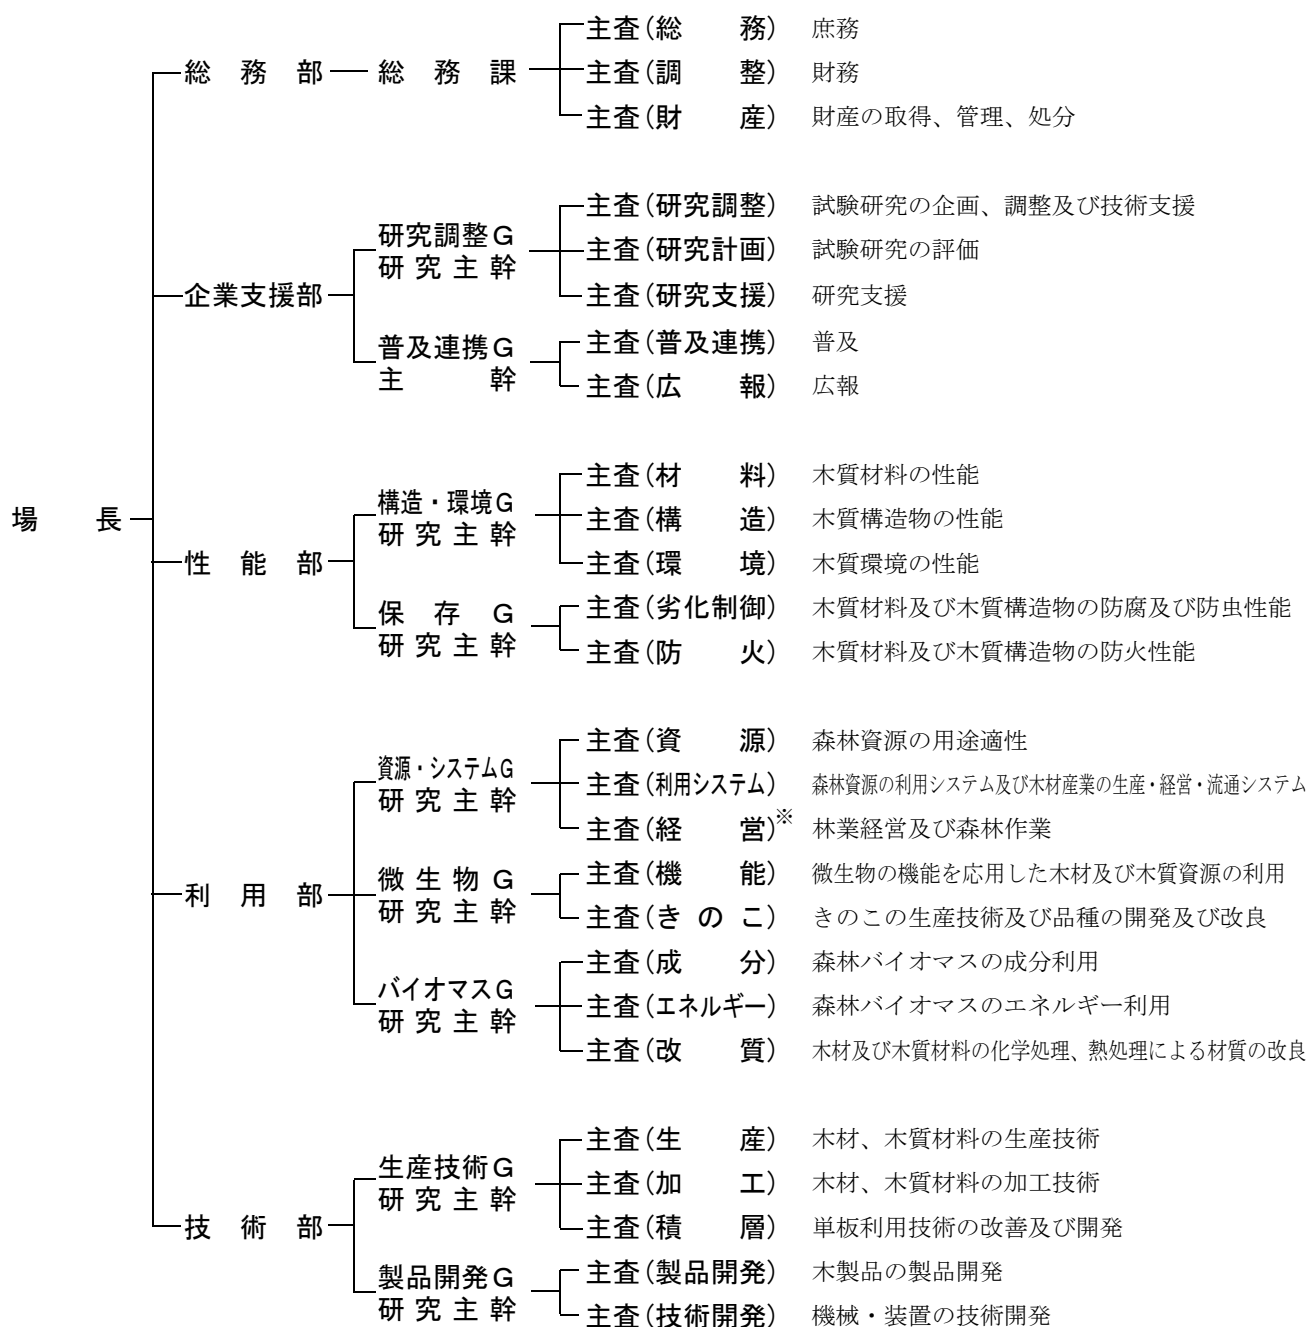 場長
総務部
総務課
主査(総務) 庶務
主査(調整) 財務
主査(財産) 財産の取得、管理、処分
企業支援部
研究調整G
研究主幹
主査(研究調整) 試験研究の企画、調整及び技術支援
主査(研究計画) 試験研究の評価
主査(研究支援) 研究支援
普及連携G
主幹
主査(普及連携) 普及
主査(広報) 広報
性能部
構造・環境G
研究主幹
主査(材料) 木質材料の性能
主査(構造) 木質構造物の性能
主査(環境) 木質環境の性能
保存G
研究主幹
主査(劣化制御) 木質材料及び木質構造物の防腐及び防虫性能
主査(防火) 木質材料及び木質構造物の防火性能
利用部
資源・システムG
研究主幹
主査(資源) 森林資源の用途適性
主査(利用システム) 森林資源の利用システム及び木材産業の生産・経営・流通システム
主査(経営)※ 林業経営及び森林作業
微生物G
研究主幹
主査(機能) 微生物の機能を応用した木材及び木質資源の利用
主査(きのこ) きのこの生産技術及び品種の開発及び改良
バイオマスG
研究主幹
主査(成分) 森林バイオマスの成分利用
主査(エネルギー) 森林バイオマスのエネルギー利用
主査(改質) 木材及び木質材料の化学処理、熱処理による材質の改良
技術部
生産技術G
研究主幹
主査(生産) 木材、木質材料の生産技術
主査(加工) 木材、木質材料の加工技術
主査(積層) 単板利用技術の改善及び開発
製品開発G
研究主幹
主査(製品開発) 木製品の製品開発
主査(技術開発) 機械・装置の技術開発